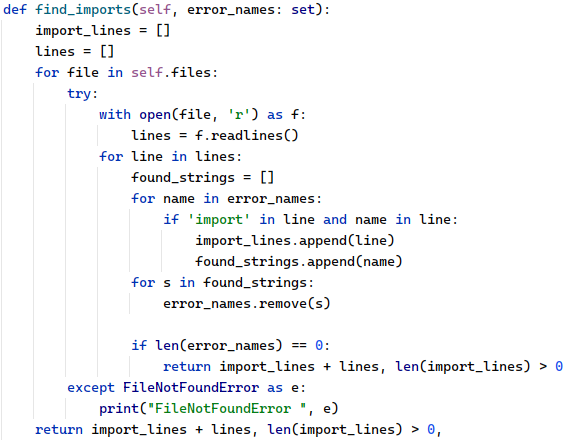 def find_imports(self, error_names: set):
    import_lines = []
    lines = []
    for file in self.files:
        try:
            with open(file, 'r') as f:
                lines = f.readlines()
            for line in lines:
                found_strings = []
                for name in error_names:
                    if 'import' in line and name in line:
                        import_lines.append(line)
                        found_strings.append(name)
                for s in found_strings:
                    error_names.remove(s)

                if len(error_names) == 0:
                    return import_lines + lines, len(import_lines) > 0
        except FileNotFoundError as e:
            print("FileNotFoundError ", e)
    return import_lines + lines, len(import_lines) > 0,